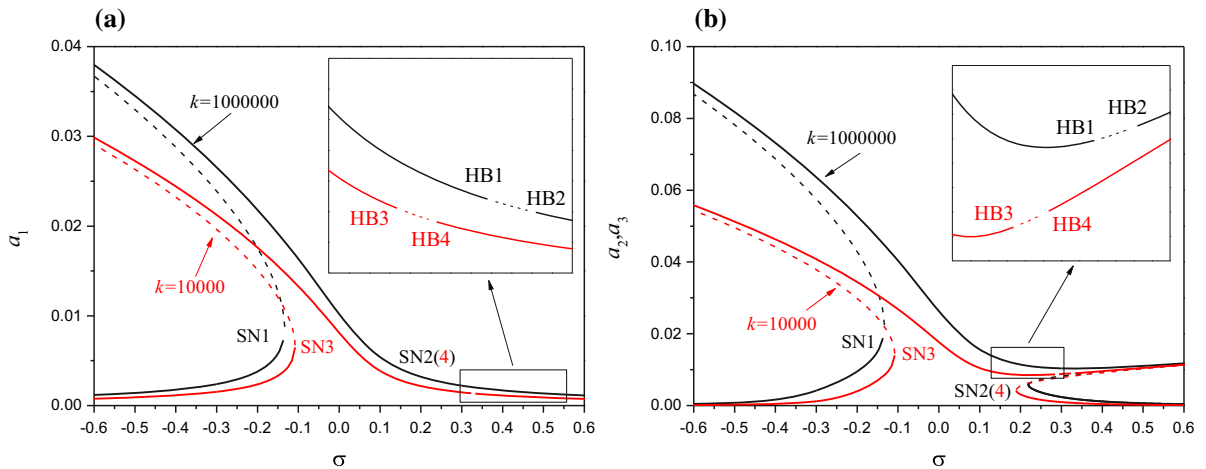 (a)
0.04
0.03
0.02
0.01
0.00
a1
k=1000000
k=10000
SN1
SN3
SN2(4)
HB1
HB2
HB3
HB4
-0.6 -0.5 -0.4 -0.3 -0.2 -0.1 0.0 0.1 0.2 0.3 0.4 0.5 0.6
σ
(b)
0.10
0.08
0.06
0.04
0.02
0.00
a2,a3
k=1000000
k=10000
SN1
SN3
SN2(4)
HB1
HB2
HB3
HB4
-0.6 -0.5 -0.4 -0.3 -0.2 -0.1 0.0 0.1 0.2 0.3 0.4 0.5 0.6
σ